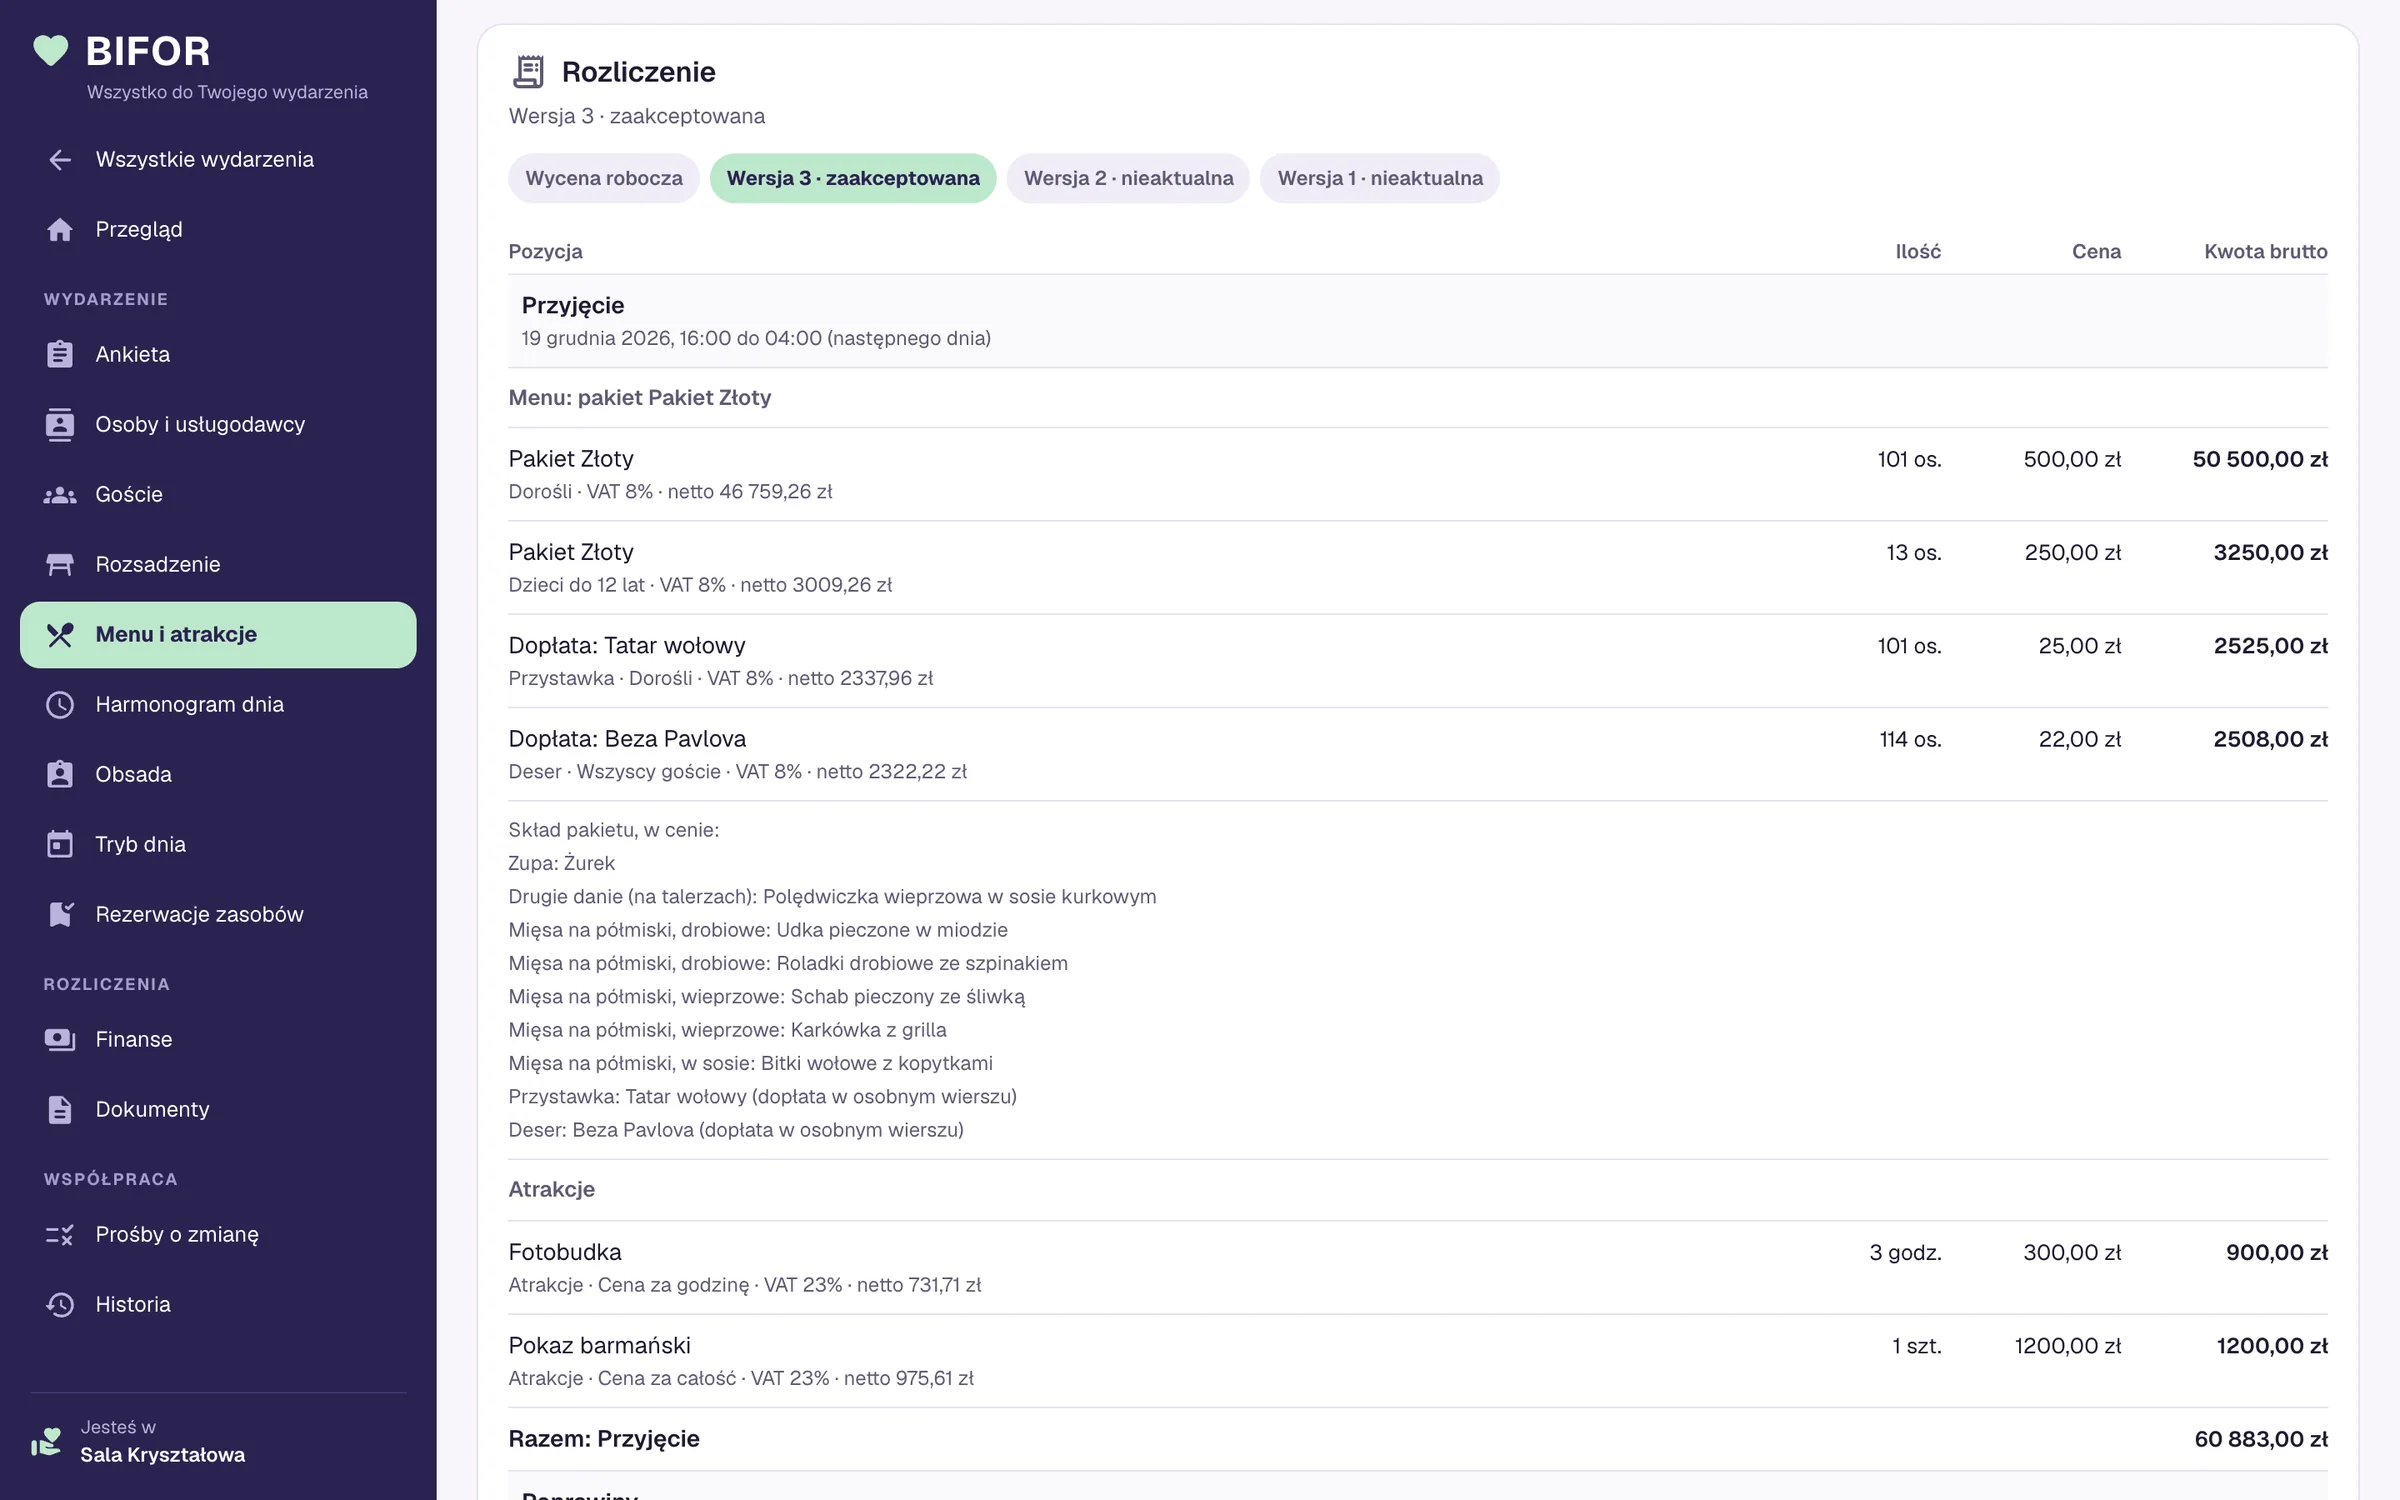 BIFOR
Wszystko do Twojego wydarzenia
Wszystkie wydarzenia
Przegląd
WYDARZENIE
Ankieta
Osoby i usługodawcy
Goście
Rozsadzenie
Menu i atrakcje
Harmonogram dnia
Obsada
Tryb dnia
Rezerwacje zasobów
ROZLICZENIA
Finanse
Dokumenty
WSPÓŁPRACA
Prośby o zmianę
Historia
Jesteś w
Sala Kryształowa
Rozliczenie
Wersja 3 · zaakceptowana
Wycena robocza Wersja 3 · zaakceptowana Wersja 2 · nieaktualna Wersja 1 · nieaktualna
Pozycja Ilość Cena Kwota brutto
Przyjęcie
19 grudnia 2026, 16:00 do 04:00 (następnego dnia)
Menu: pakiet Pakiet Złoty
Pakiet Złoty 101 os. 500,00 zł 50 500,00 zł
Dorośli · VAT 8% · netto 46 759,26 zł
Pakiet Złoty 13 os. 250,00 zł 3250,00 zł
Dzieci do 12 lat · VAT 8% · netto 3009,26 zł
Dopłata: Tatar wołowy 101 os. 25,00 zł 2525,00 zł
Przystawka · Dorośli · VAT 8% · netto 2337,96 zł
Dopłata: Beza Pavlova 114 os. 22,00 zł 2508,00 zł
Deser · Wszyscy goście · VAT 8% · netto 2322,22 zł
Skład pakietu, w cenie:
Zupa: Żurek
Drugie danie (na talerzach): Polędwiczka wieprzowa w sosie kurkowym
Mięsa na półmiski, drobiowe: Udka pieczone w miodzie
Mięsa na półmiski, drobiowe: Roladki drobiowe ze szpinakiem
Mięsa na półmiski, wieprzowe: Schab pieczony ze śliwką
Mięsa na półmiski, wieprzowe: Karkówka z grilla
Mięsa na półmiski, w sosie: Bitki wołowe z kopytkami
Przystawka: Tatar wołowy (dopłata w osobnym wierszu)
Deser: Beza Pavlova (dopłata w osobnym wierszu)
Atrakcje
Fotobudka 3 godz. 300,00 zł 900,00 zł
Atrakcje · Cena za godzinę · VAT 23% · netto 731,71 zł
Pokaz barmański 1 szt. 1200,00 zł 1200,00 zł
Atrakcje · Cena za całość · VAT 23% · netto 975,61 zł
Razem: Przyjęcie 60 883,00 zł